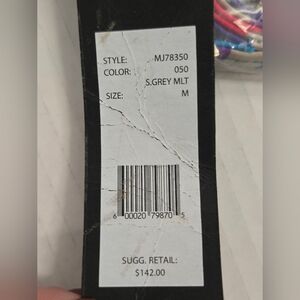 STYLE: MJ78350
COLOR: 050
S.GREY MLT
SIZE: M
6 00020 79870 5
SUGG. RETAIL:
$142.00